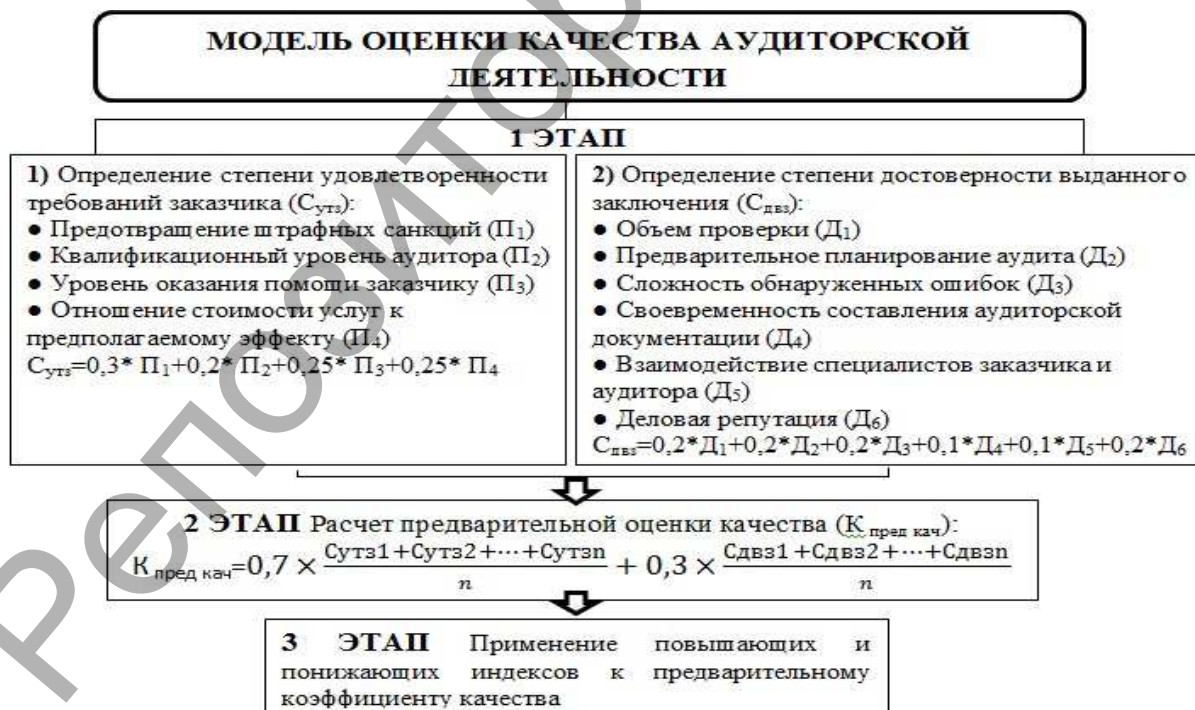 МОДЕЛЬ ОЦЕНКИ КАЧЕСТВА АУДИТОРСКОЙ
ДЕЯТЕЛЬНОСТИ
1 ЭТАП
1) Определение степени удовлетворенности
требований заказчика (Сутз):
● Предотвращение штрафных санкций (П1)
● Квалификационный уровень аудитора (П2)
● Уровень оказания помощи заказчику (П3)
● Отношение стоимости услуг к
предполагаемому эффекту (П4)
Сутз=0,3* П1+0,2* П2+0,25* П3+0,25* П4
2) Определение степени достоверности выданного
заключения (Сдвз):
● Объем проверки (Д1)
● Предварительное планирование аудита (Д2)
● Сложность обнаруженных ошибок (Д3)
● Своевременность составления аудиторской
документации (Д4)
● Взаимодействие специалистов заказчика и
аудитора (Д5)
● Деловая репутация (Д6)
Сдвз=0,2*Д1+0,2*Д2+0,2*Д3+0,1*Д4+0,1*Д5+0,2*Д6
2 ЭТАП Расчет предварительной оценки качества (К пред кач):
К пред кач=0,7 × (Сутз1+Сутз2+⋯+Сутзn)/n + 0,3 × (Сдвз1+Сдвз2+⋯+Сдвзn)/n
3 ЭТАП Применение повышающих и
понижающих индексов к предварительному
коэффициенту качества
Репозитор